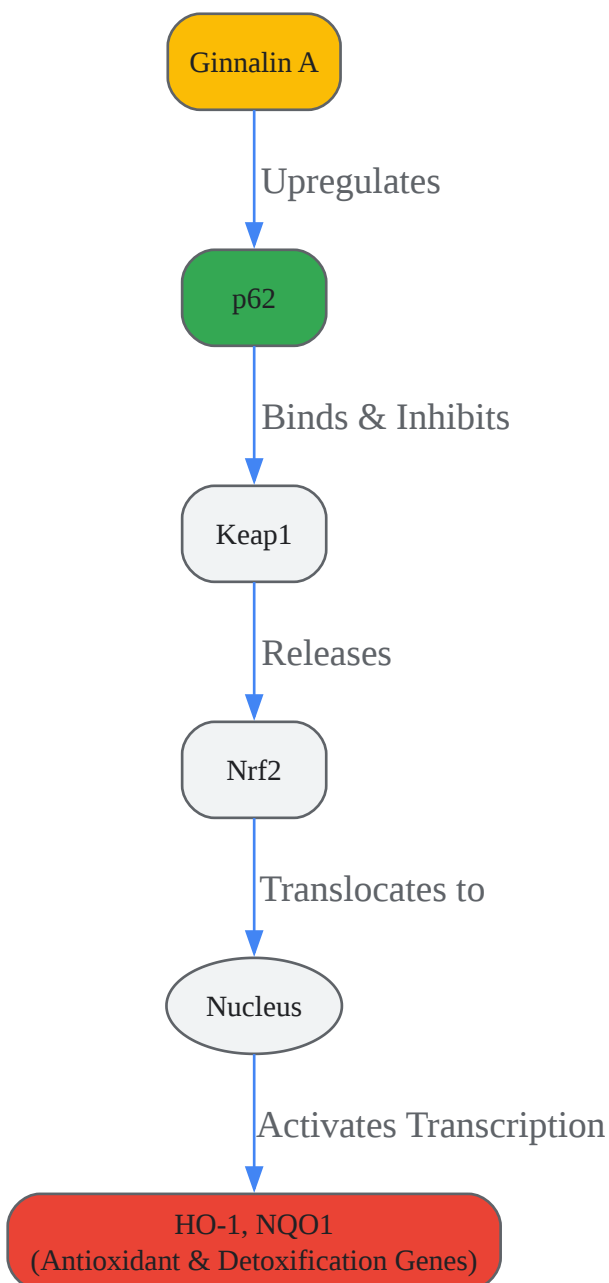 Ginnalin A
Upregulates
p62
Binds & Inhibits
Keap1
Releases
Nrf2
Translocates to
Nucleus
Activates Transcription
HO-1, NQO1
(Antioxidant & Detoxification Genes)